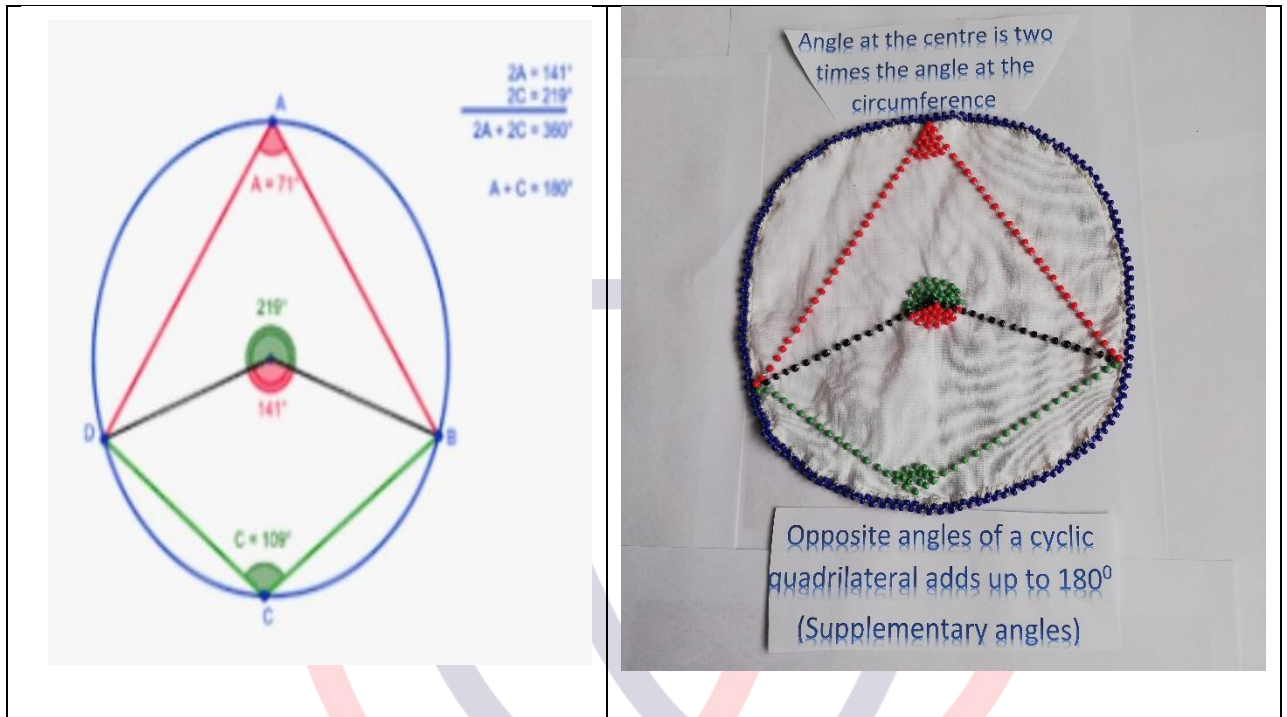 2A = 141°
2C = 219°
2A + 2C = 360°
A + C = 180°
A
A = 71°
219°
141°
D
B
C = 109°
C
Angle at the centre is two
times the angle at the
circumference
Opposite angles of a cyclic
quadrilateral adds up to 180⁰
(Supplementary angles)